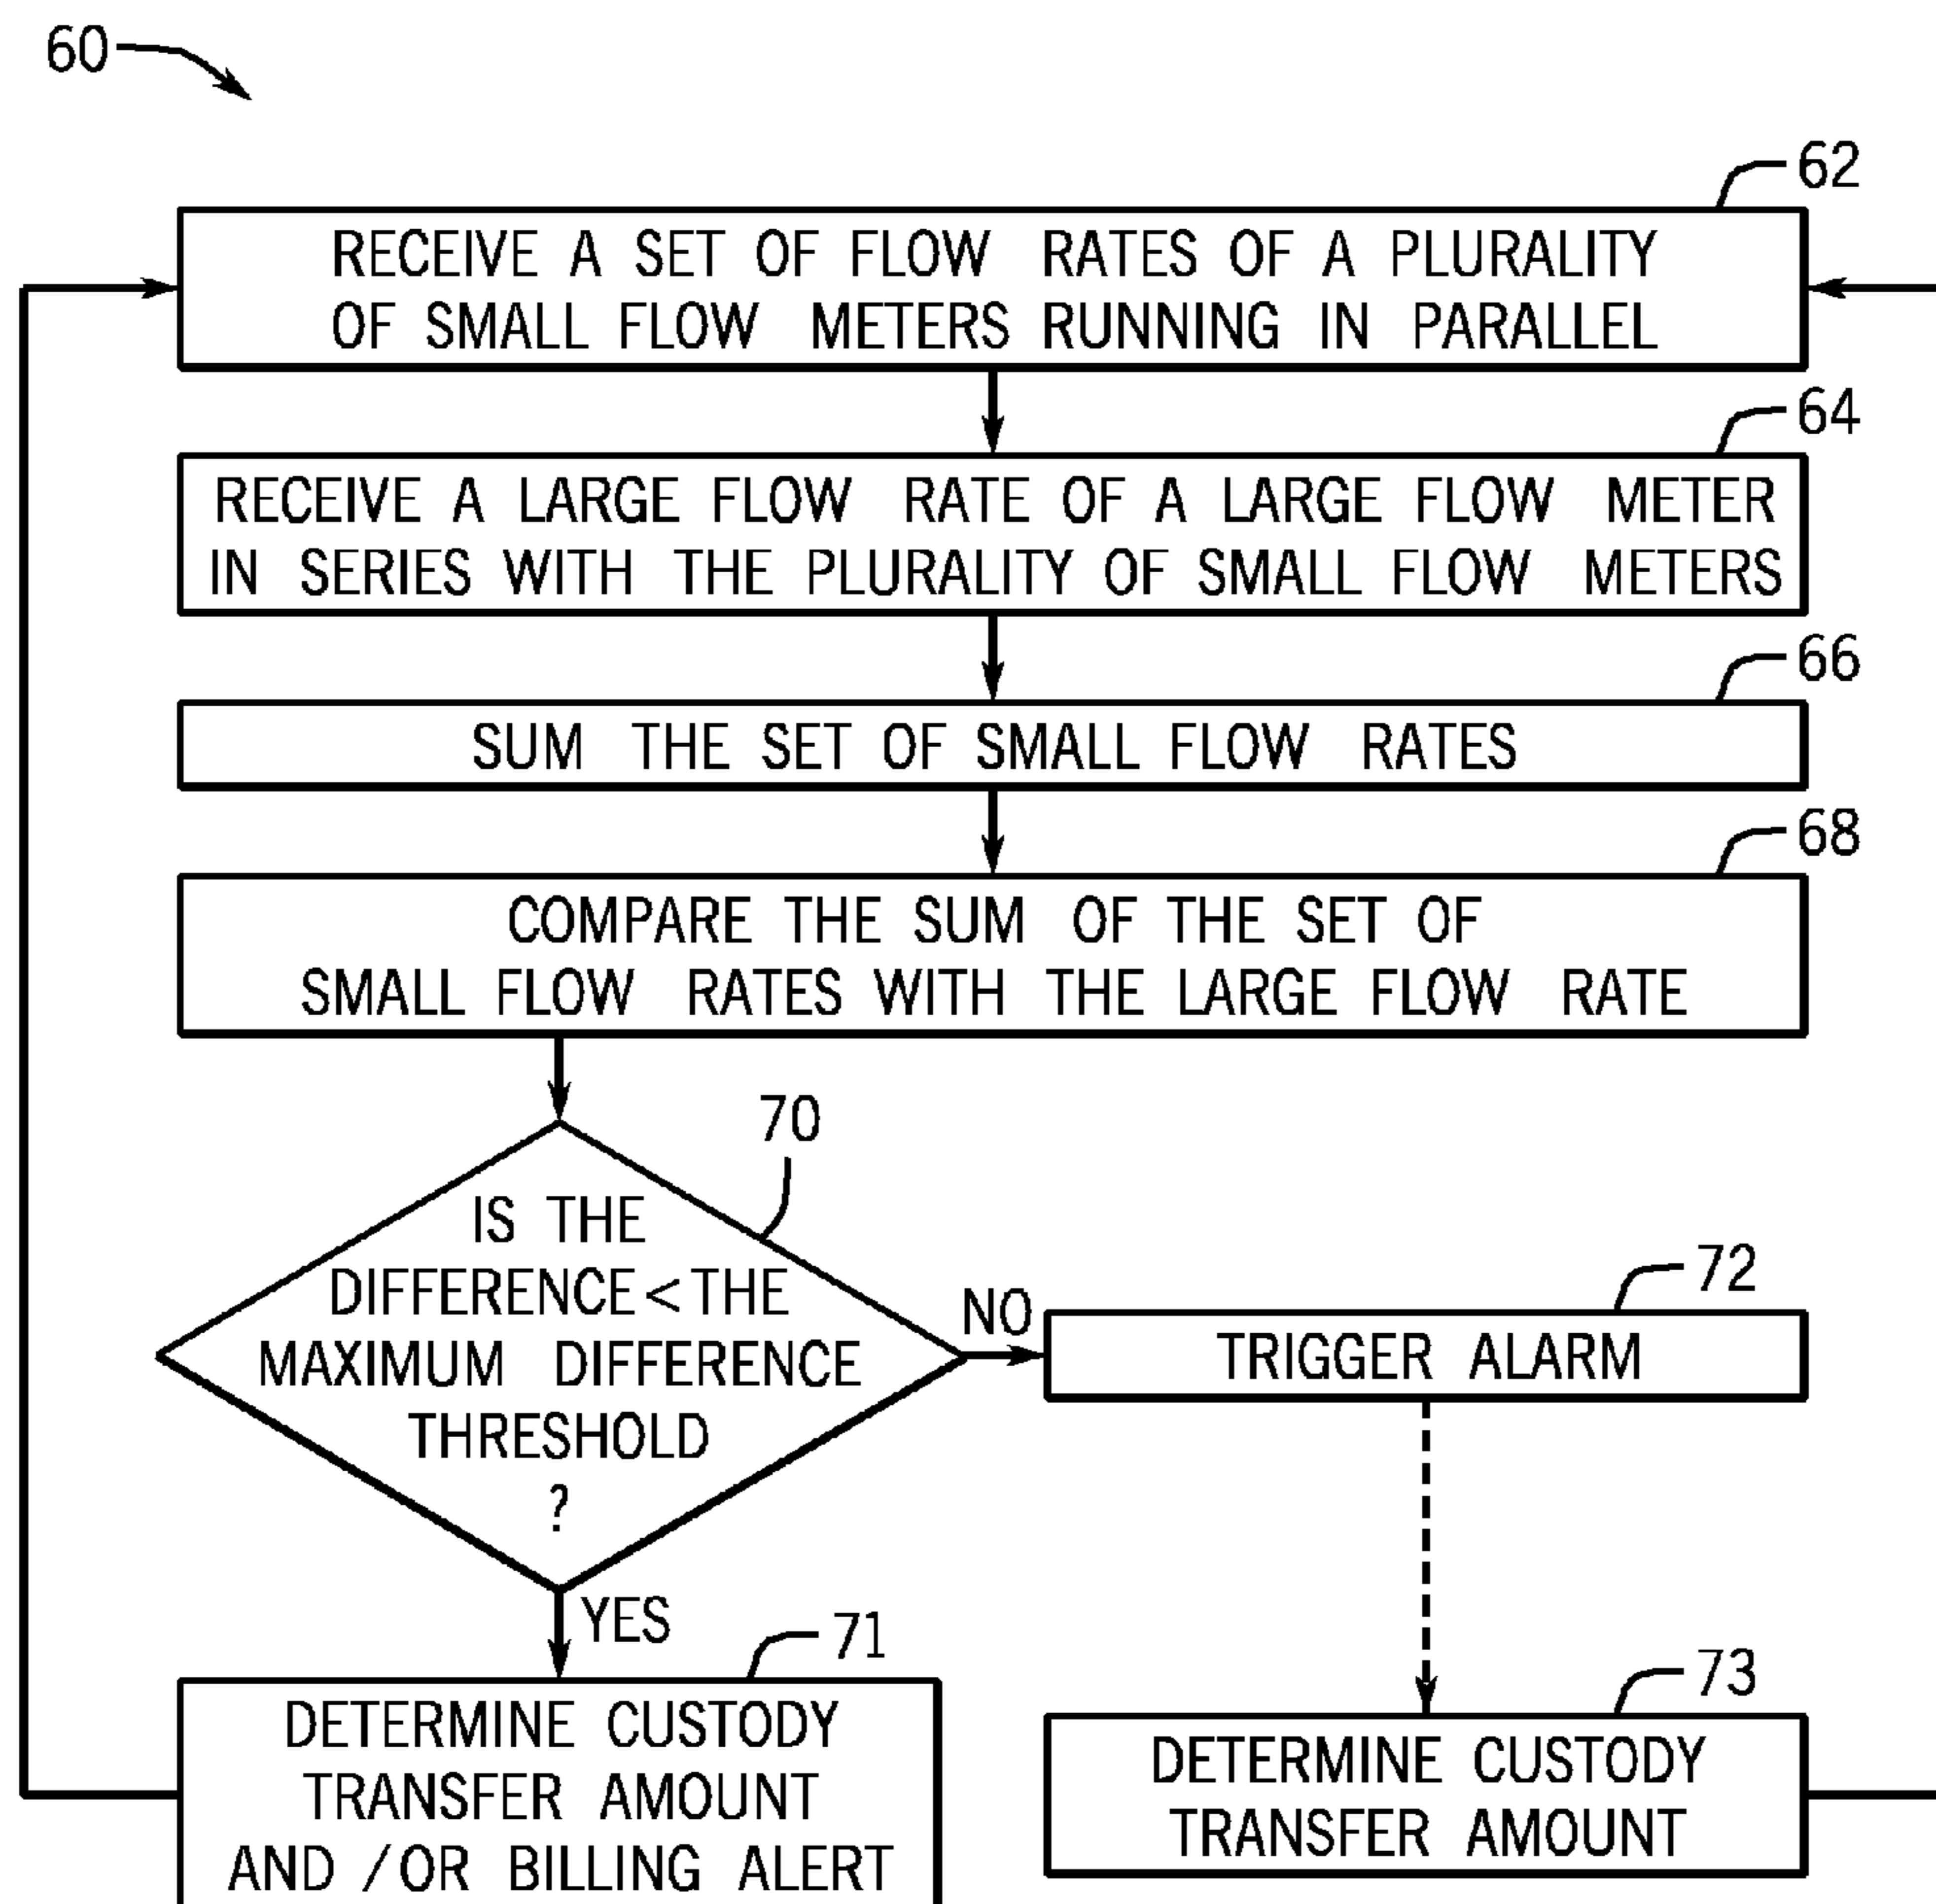 60
62
RECEIVE A SET OF FLOW RATES OF A PLURALITY
OF SMALL FLOW METERS RUNNING IN PARALLEL
64
RECEIVE A LARGE FLOW RATE OF A LARGE FLOW METER
IN SERIES WITH THE PLURALITY OF SMALL FLOW METERS
66
SUM THE SET OF SMALL FLOW RATES
68
COMPARE THE SUM OF THE SET OF
SMALL FLOW RATES WITH THE LARGE FLOW RATE
70
IS THE
DIFFERENCE < THE
MAXIMUM DIFFERENCE
THRESHOLD
?
NO
72
TRIGGER ALARM
YES
71
DETERMINE CUSTODY
TRANSFER AMOUNT
AND /OR BILLING ALERT
73
DETERMINE CUSTODY
TRANSFER AMOUNT